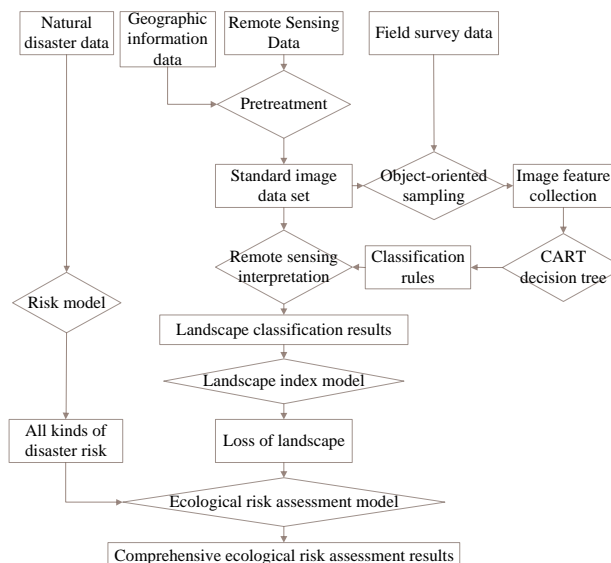 Natural
disaster data
Geographic
information
data
Remote Sensing
Data
Field survey data
Pretreatment
Standard image
data set
Object-oriented
sampling
Image feature
collection
Remote sensing
interpretation
Classification
rules
CART
decision tree
Risk model
Landscape classification results
Landscape index model
All kinds of
disaster risk
Loss of landscape
Ecological risk assessment model
Comprehensive ecological risk assessment results